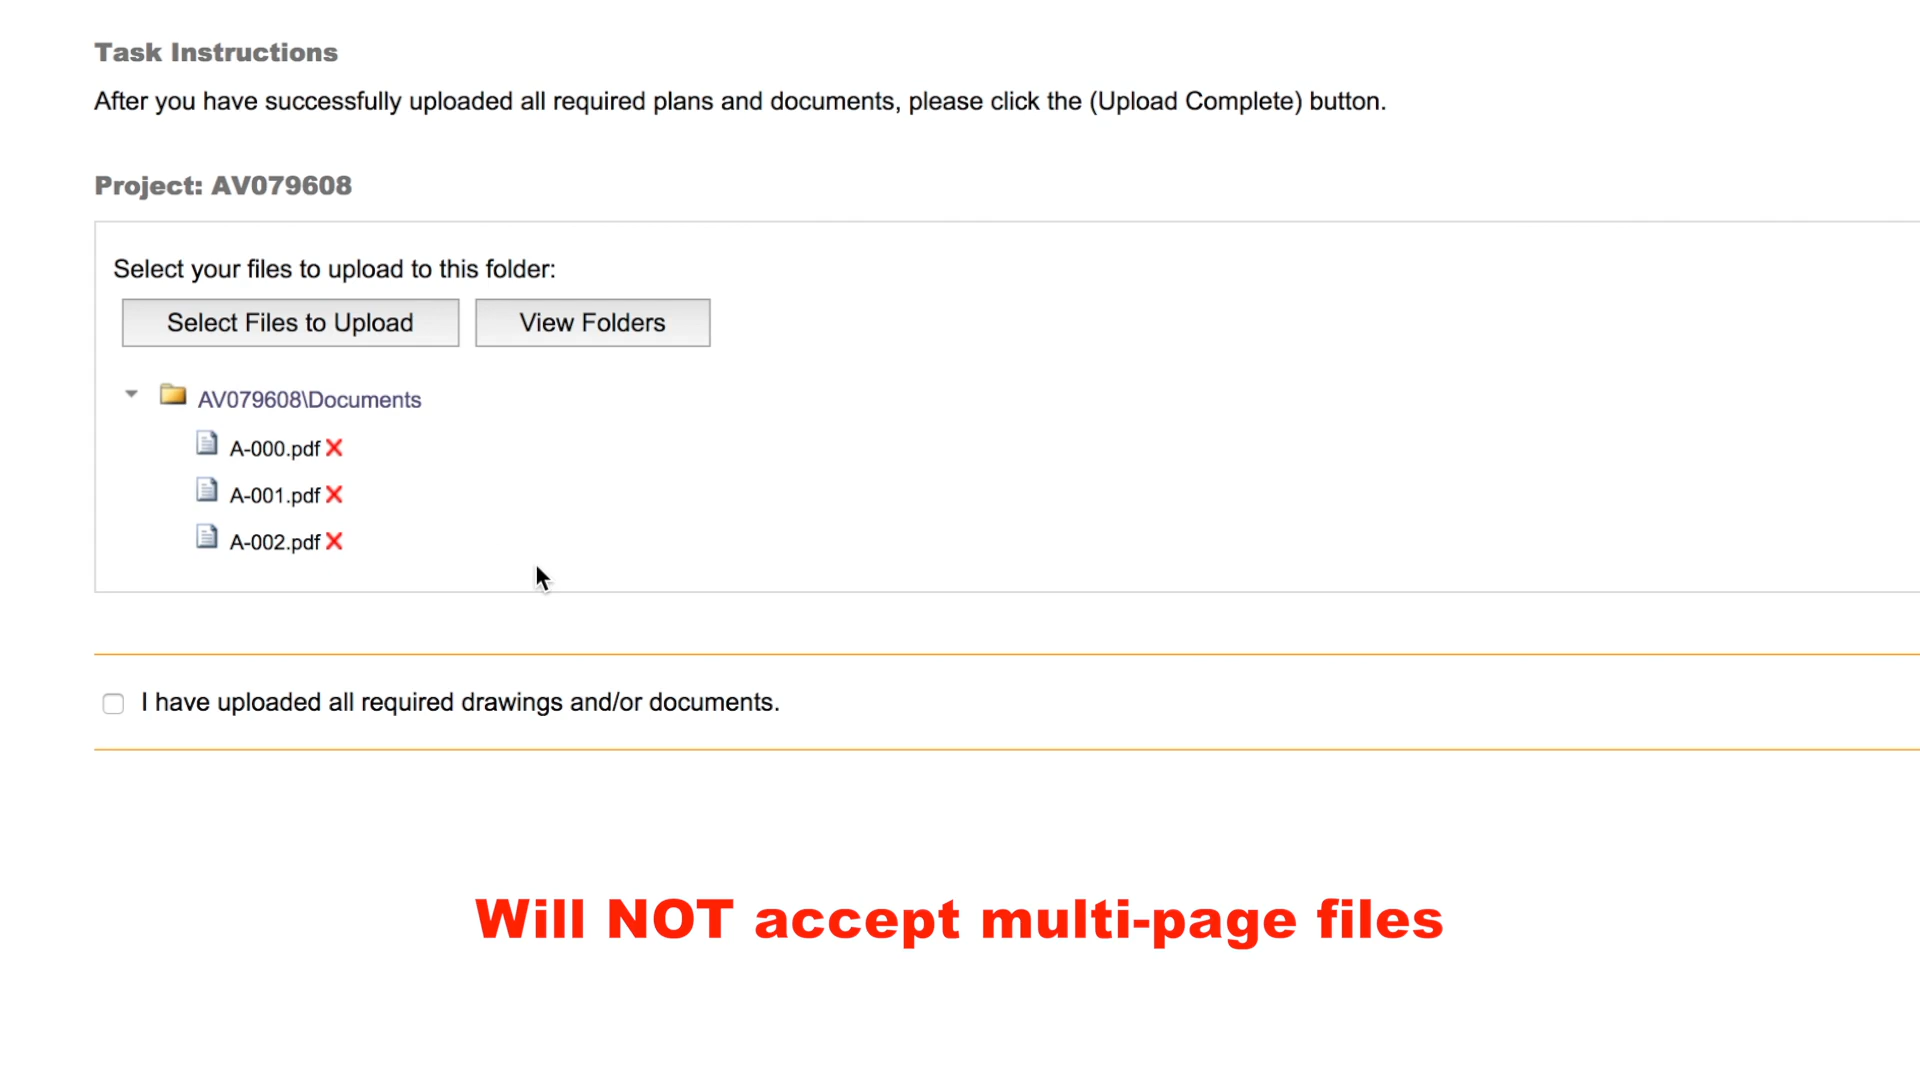 Task Instructions
After you have successfully uploaded all required plans and documents, please click the (Upload Complete) button.
Project: AV079608
Select your files to upload to this folder:
Select Files to Upload
View Folders
AV079608\Documents
A-000.pdf
A-001.pdf
A-002.pdf
I have uploaded all required drawings and/or documents.
Will NOT accept multi-page files